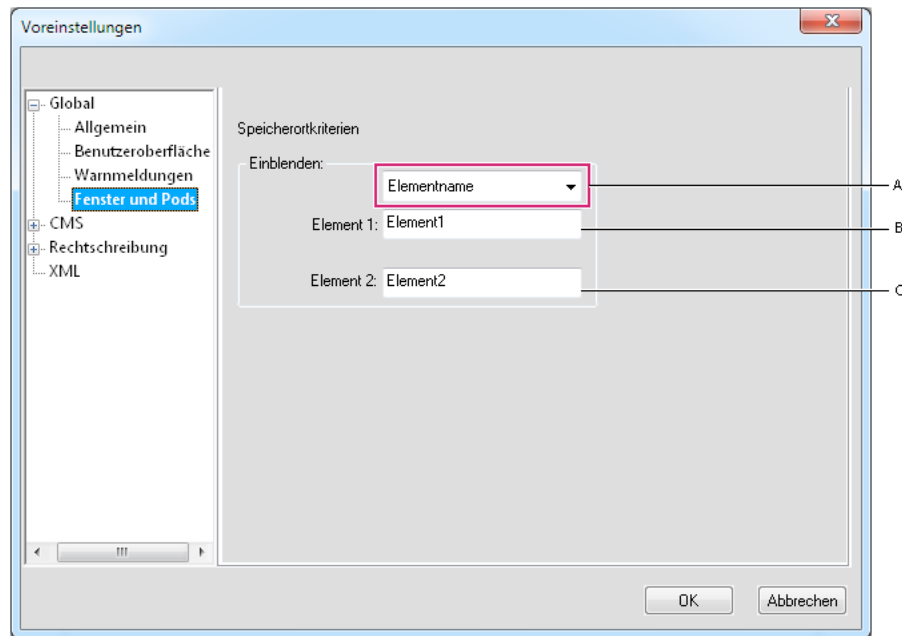 Voreinstellungen
Global
Allgemein
Benutzeroberfläche
Warnmeldungen
Fenster und Pods
CMS
Rechtschreibung
XML
Speicherortkriterien
Einblenden:
Elementname
A
Element 1: Element1
B
Element 2: Element2
C
OK
Abbrechen